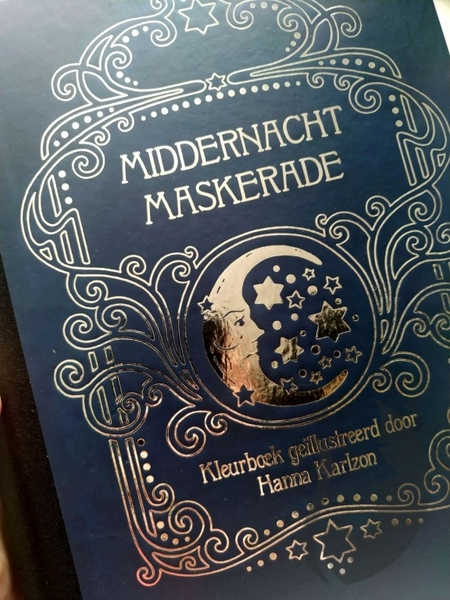 MIDDERNACHT
MASKERADE
Kleurboek geïllustreerd door
Hanna Karlzon